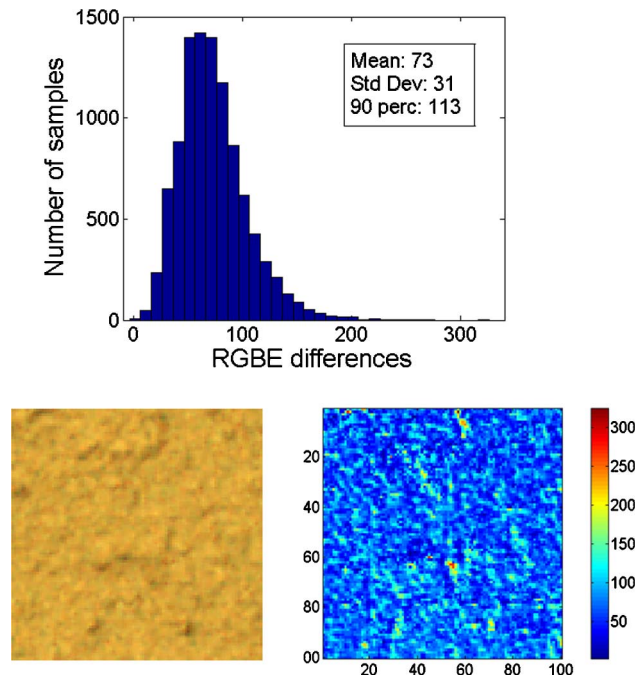 1500
1000
500
0
Number of samples
Mean: 73
Std Dev: 31
90 perc: 113
0 100 200 300
RGBE differences
20
40
60
80
00
20 40 60 80 100
300
250
200
150
100
50